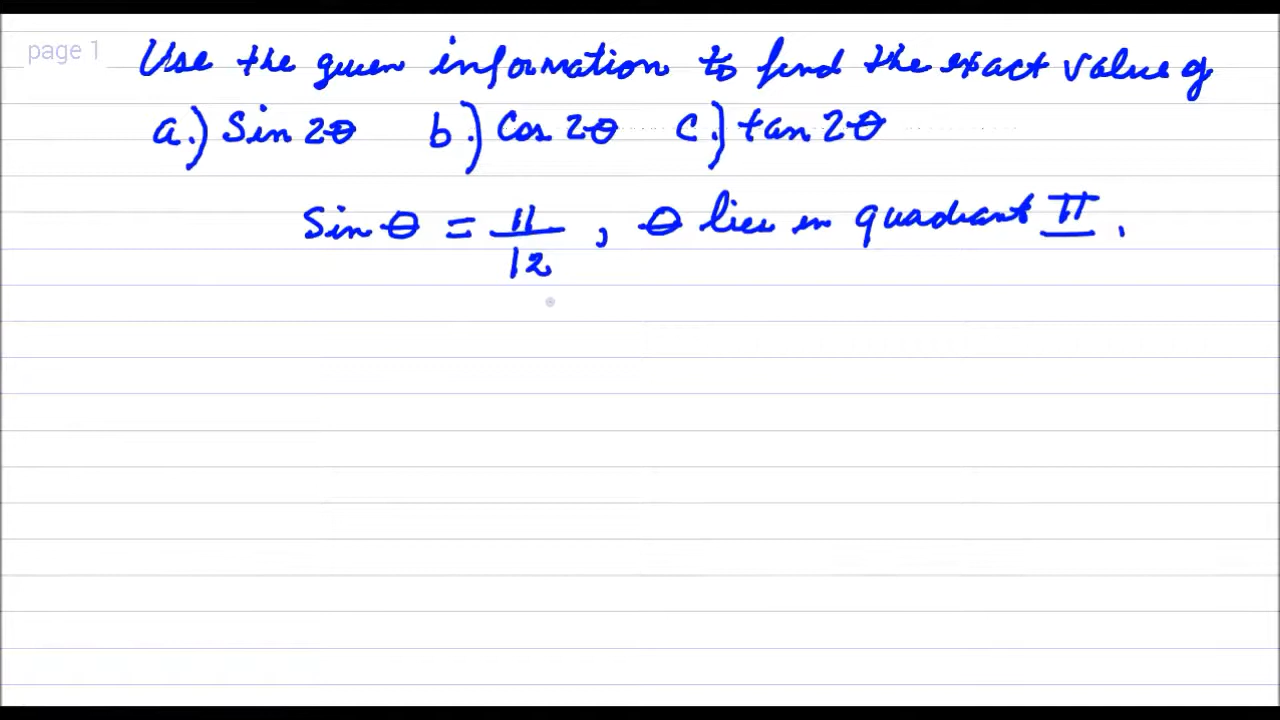 page 1
Use the given information to find the exact value of
a.) Sin 2θ b.) Cos 2θ c.) tan 2θ
Sin θ = 11/12, θ lies in quadrant II.